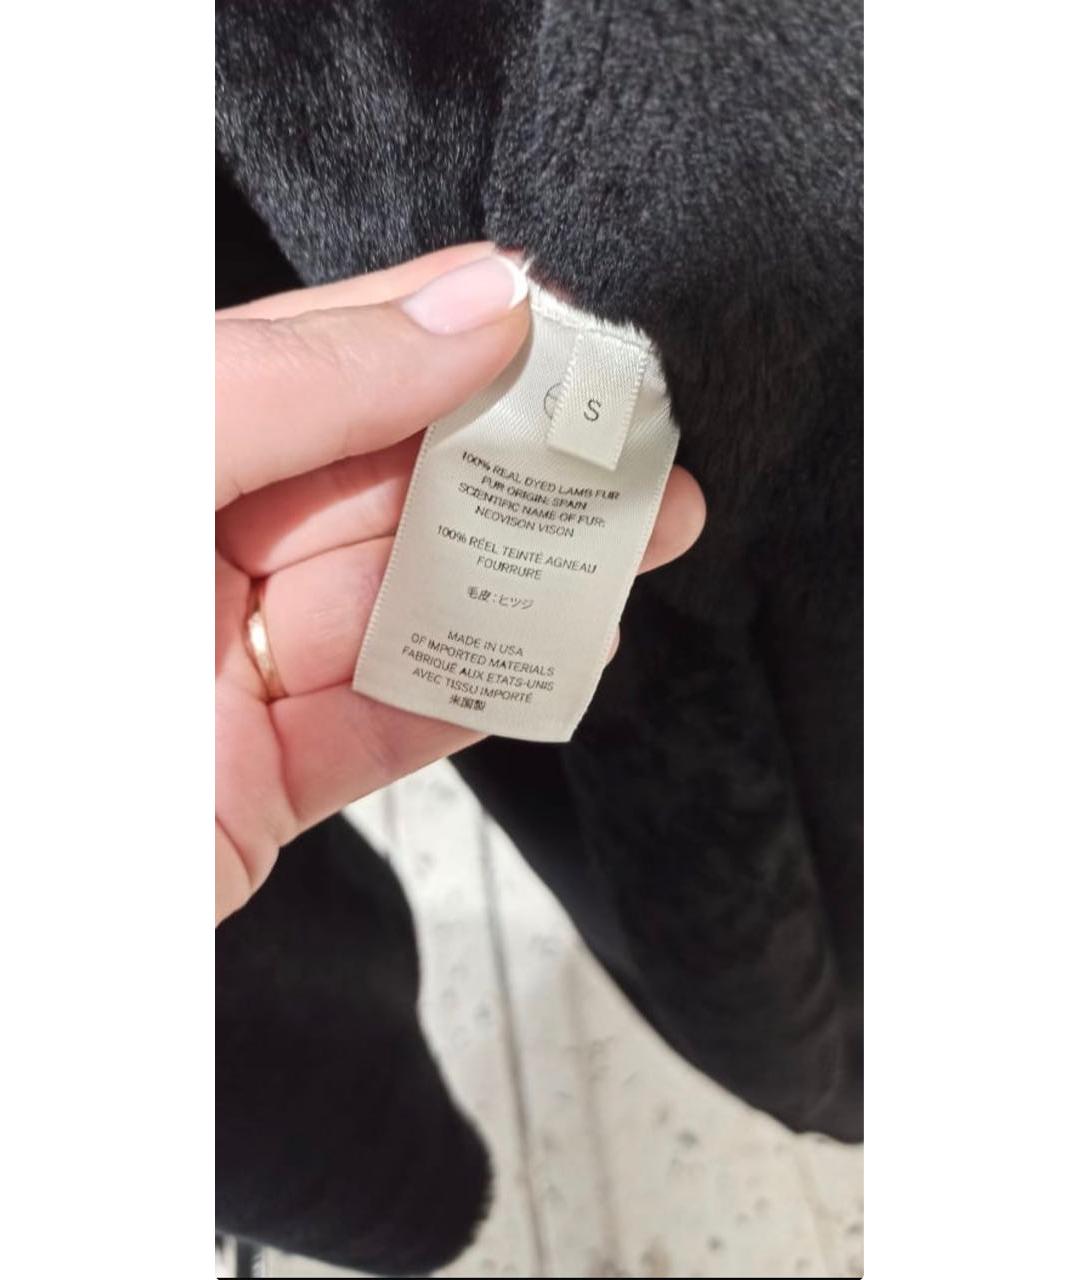 S
100% REAL DYED LAMB FUR
FUR ORIGIN: SPAIN
SCIENTIFIC NAME OF FUR:
NEOVISON VISON
100% RÉEL TEINTÉ AGNEAU
FOURRURE
毛皮:ヒツジ
MADE IN USA
OF IMPORTED MATERIALS
FABRIQUÉ AUX ETATS-UNIS
AVEC TISSU IMPORTÉ
米国製